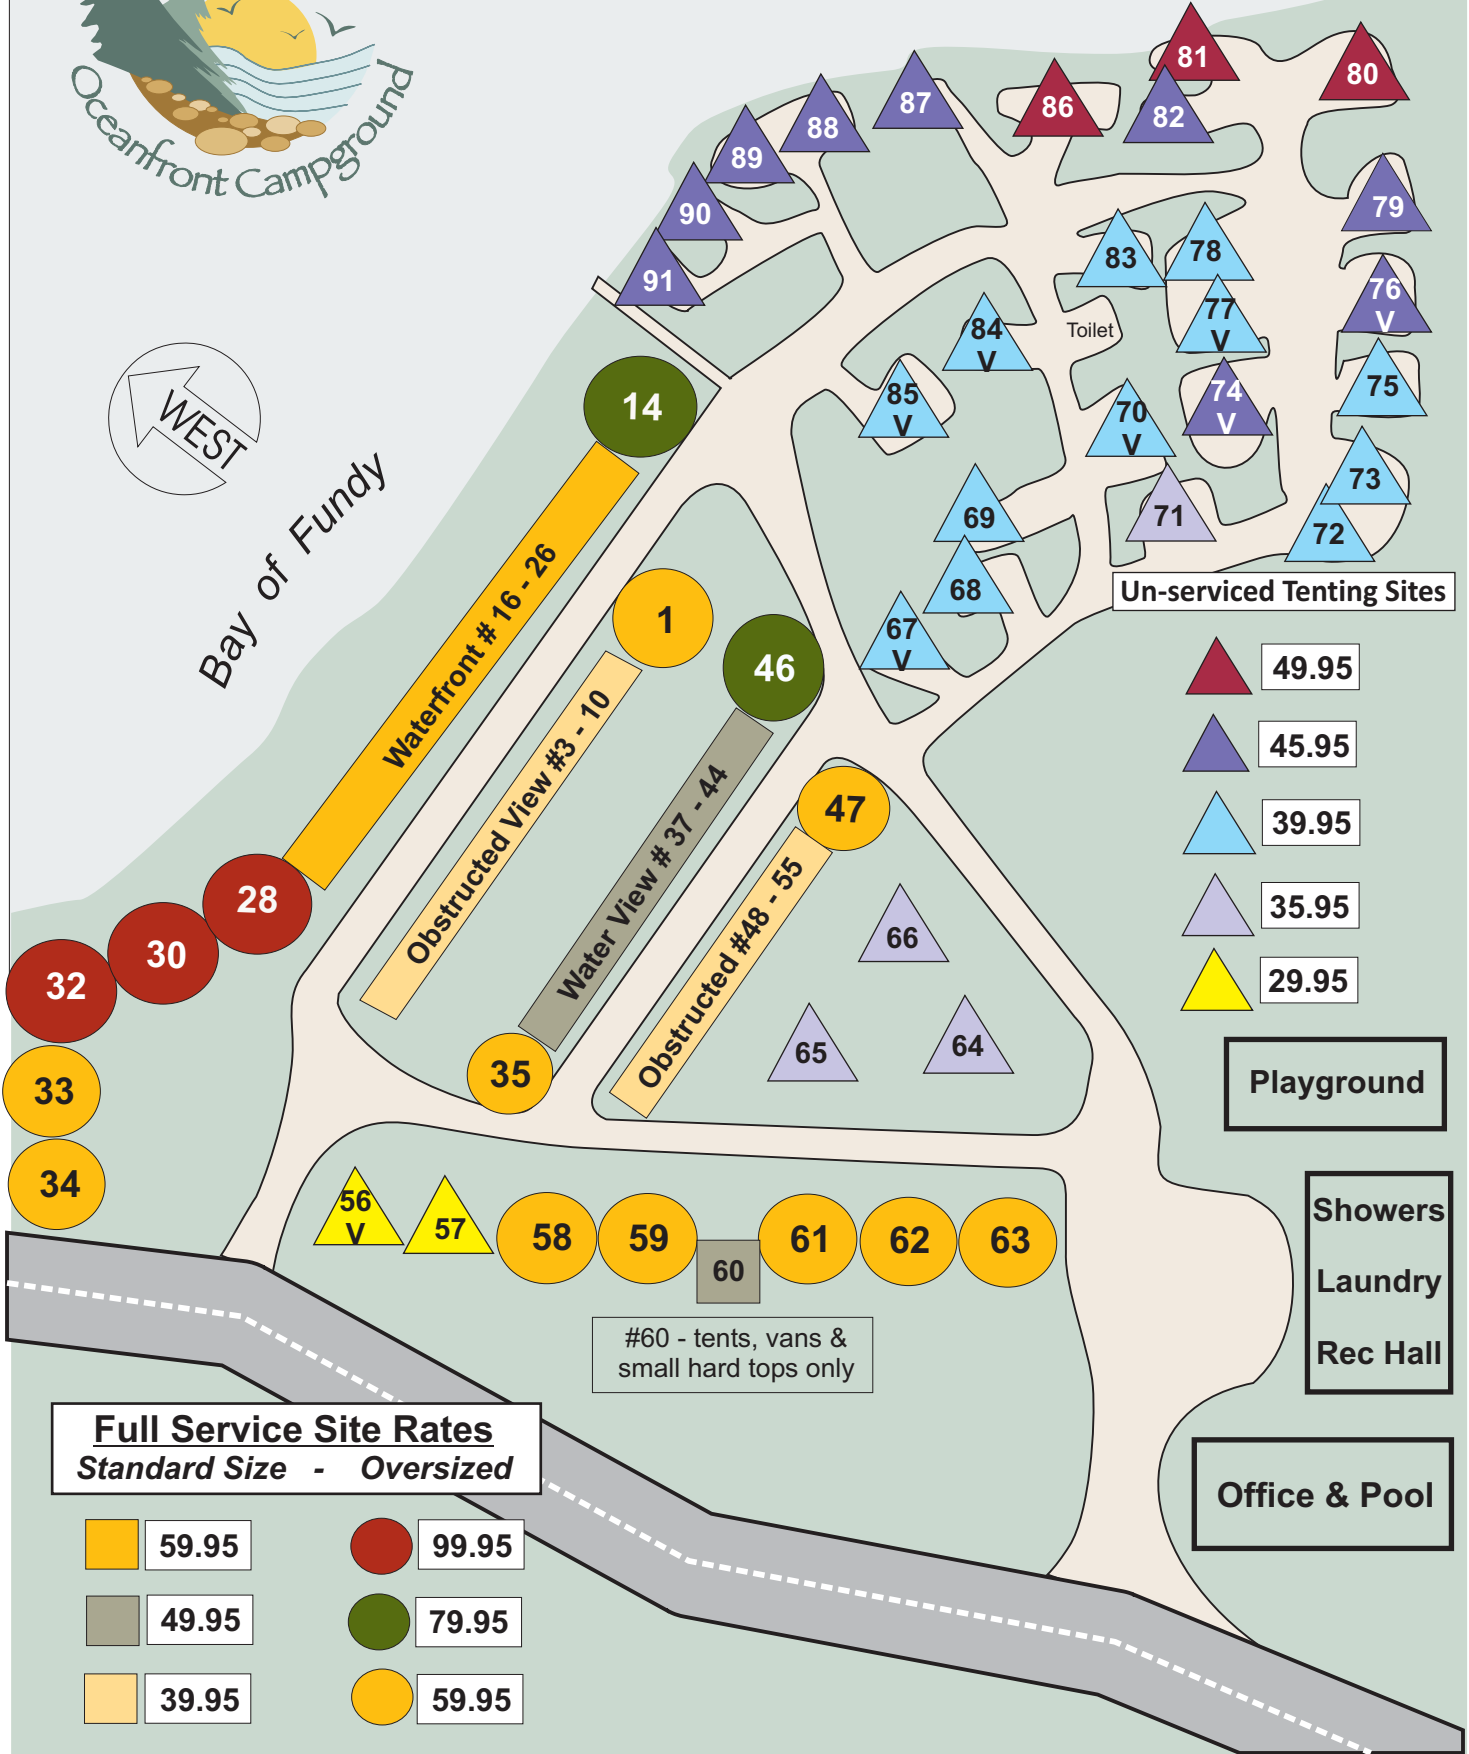 Oceanfront Campground
81
80
87
86
82
88
89
90
79
91
83
78
76
V
77
V
Toilet
84
V
85
V
75
74
V
70
V
WEST
14
73
69
71
72
Bay of Fundy
Waterfront # 16 - 26
68
Un-serviced Tenting Sites
1
67
V
46
49.95
45.95
39.95
35.95
29.95
Obstructed View #3 - 10
Water View # 37 - 44
47
Obstructed #48 - 55
28
66
30
32
65
64
35
33
34
Playground
56
V
57
58
59
60
61
62
63
Showers
Laundry
Rec Hall
#60 - tents, vans &
small hard tops only
Office & Pool
Full Service Site Rates
Standard Size - Oversized
59.95 99.95
49.95 79.95
39.95 59.95